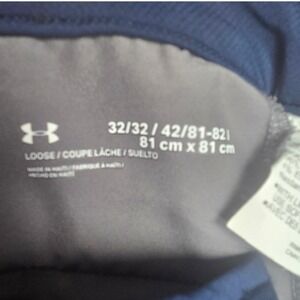 32/32 / 42/81-82
81 cm x 81 cm
LOOSE / COUPE LÂCHE / SUELTO
MADE IN HAITI / FABRIQUÉ À HAÏTI /
HECHO EN HAITI